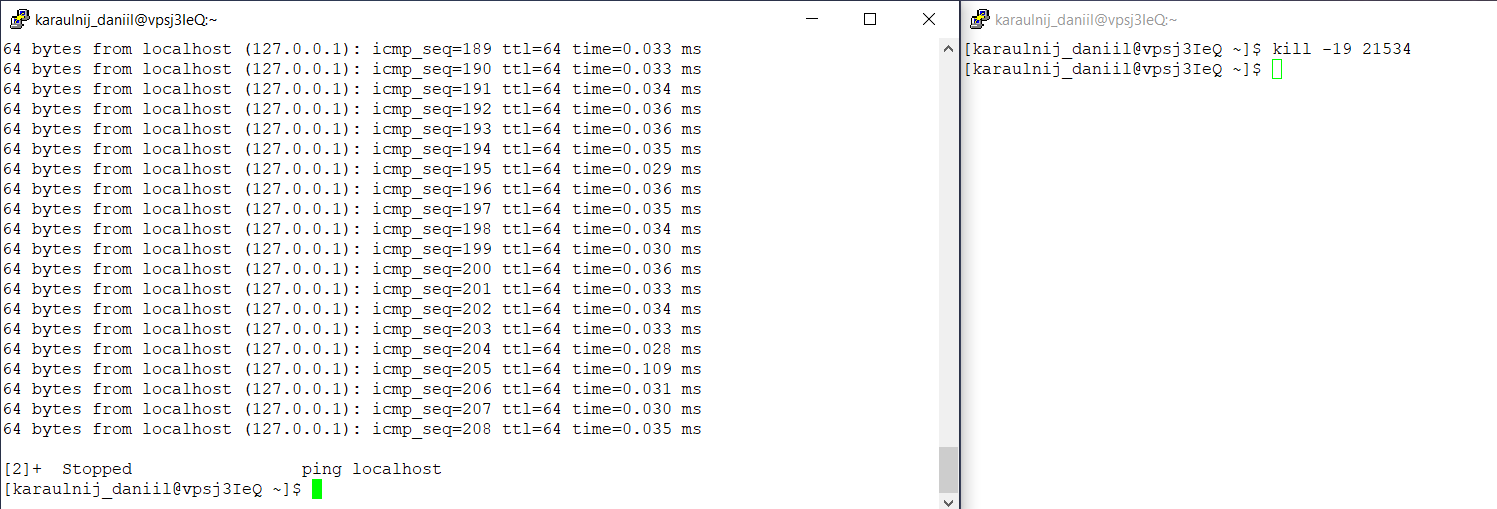 karaulnij_daniil@vpsj3IeQ:~
64 bytes from localhost (127.0.0.1): icmp_seq=189 ttl=64 time=0.033 ms
64 bytes from localhost (127.0.0.1): icmp_seq=190 ttl=64 time=0.033 ms
64 bytes from localhost (127.0.0.1): icmp_seq=191 ttl=64 time=0.034 ms
64 bytes from localhost (127.0.0.1): icmp_seq=192 ttl=64 time=0.036 ms
64 bytes from localhost (127.0.0.1): icmp_seq=193 ttl=64 time=0.036 ms
64 bytes from localhost (127.0.0.1): icmp_seq=194 ttl=64 time=0.035 ms
64 bytes from localhost (127.0.0.1): icmp_seq=195 ttl=64 time=0.029 ms
64 bytes from localhost (127.0.0.1): icmp_seq=196 ttl=64 time=0.036 ms
64 bytes from localhost (127.0.0.1): icmp_seq=197 ttl=64 time=0.035 ms
64 bytes from localhost (127.0.0.1): icmp_seq=198 ttl=64 time=0.034 ms
64 bytes from localhost (127.0.0.1): icmp_seq=199 ttl=64 time=0.030 ms
64 bytes from localhost (127.0.0.1): icmp_seq=200 ttl=64 time=0.036 ms
64 bytes from localhost (127.0.0.1): icmp_seq=201 ttl=64 time=0.033 ms
64 bytes from localhost (127.0.0.1): icmp_seq=202 ttl=64 time=0.034 ms
64 bytes from localhost (127.0.0.1): icmp_seq=203 ttl=64 time=0.033 ms
64 bytes from localhost (127.0.0.1): icmp_seq=204 ttl=64 time=0.028 ms
64 bytes from localhost (127.0.0.1): icmp_seq=205 ttl=64 time=0.109 ms
64 bytes from localhost (127.0.0.1): icmp_seq=206 ttl=64 time=0.031 ms
64 bytes from localhost (127.0.0.1): icmp_seq=207 ttl=64 time=0.030 ms
64 bytes from localhost (127.0.0.1): icmp_seq=208 ttl=64 time=0.035 ms
[2]+  Stopped                 ping localhost
[karaulnij_daniil@vpsj3IeQ ~]$
karaulnij_daniil@vpsj3IeQ:~
[karaulnij_daniil@vpsj3IeQ ~]$ kill -19 21534
[karaulnij_daniil@vpsj3IeQ ~]$